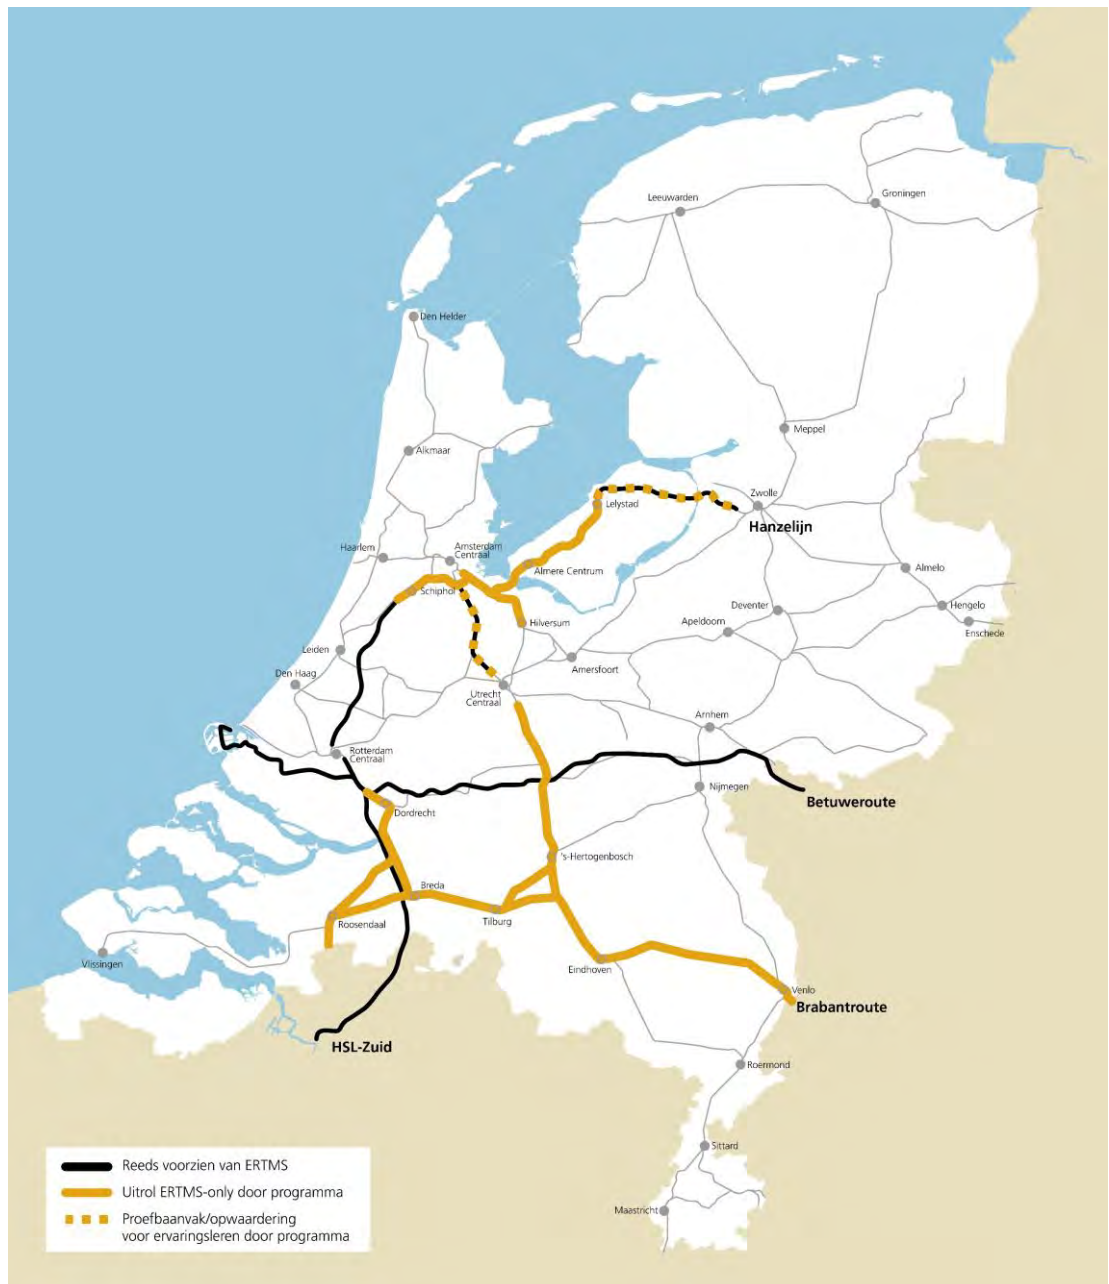 Leeuwarden
Groningen
Den Helder
Meppel
Alkmaar
Zwolle
Lelystad
Hanzelijn
Haarlem
Amsterdam
Centraal
Almere Centrum
Almelo
Schiphol
Hengelo
Deventer
Enschede
Apeldoorn
Hilversum
Leiden
Amersfoort
Den Haag
Utrecht
Centraal
Arnhem
Rotterdam
Centraal
Nijmegen
Betuweroute
Dordrecht
's-Hertogenbosch
Breda
Tilburg
Roosendaal
Vlissingen
Eindhoven
Venlo
Brabantroute
HSL-Zuid
Roermond
Sittard
Maastricht
Reeds voorzien van ERTMS
Uitrol ERTMS-only door programma
Proefbaanvak/opwaardering
voor ervaringsleren door programma